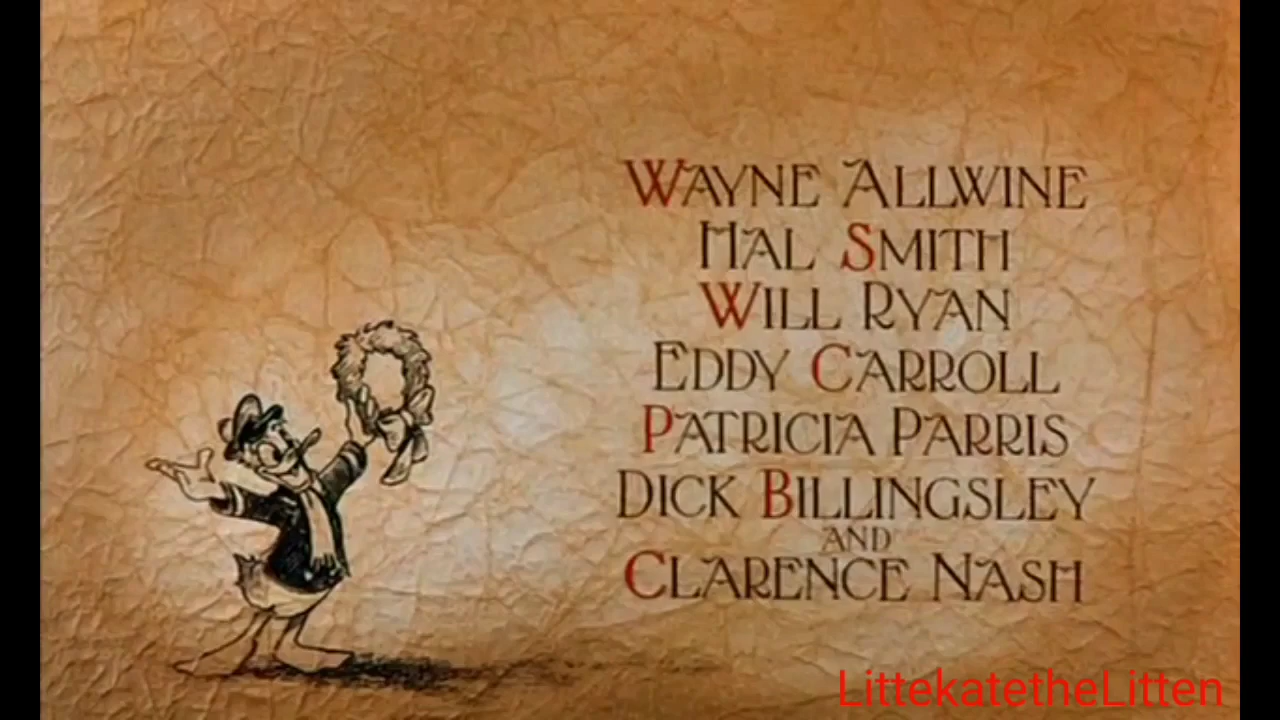 WAYNE ALLWINE
HAL SMITH
WILL RYAN
EDDY CARROLL
PATRICIA PARRIS
DICK BILLINGSLEY
AND
CLARENCE NASH
LittekatetheLitten